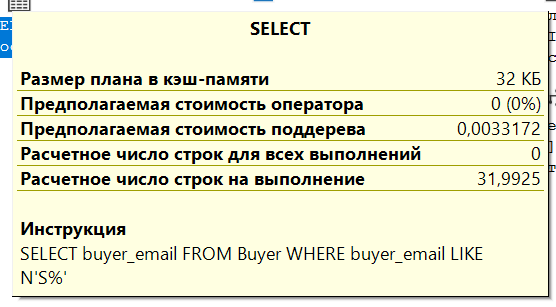 SELECT
Размер плана в кэш-памяти 32 КБ
Предполагаемая стоимость оператора 0 (0%)
Предполагаемая стоимость поддерева 0,0033172
Расчетное число строк для всех выполнений 0
Расчетное число строк на выполнение 31,9925
Инструкция
SELECT buyer_email FROM Buyer WHERE buyer_email LIKE
N'S%'